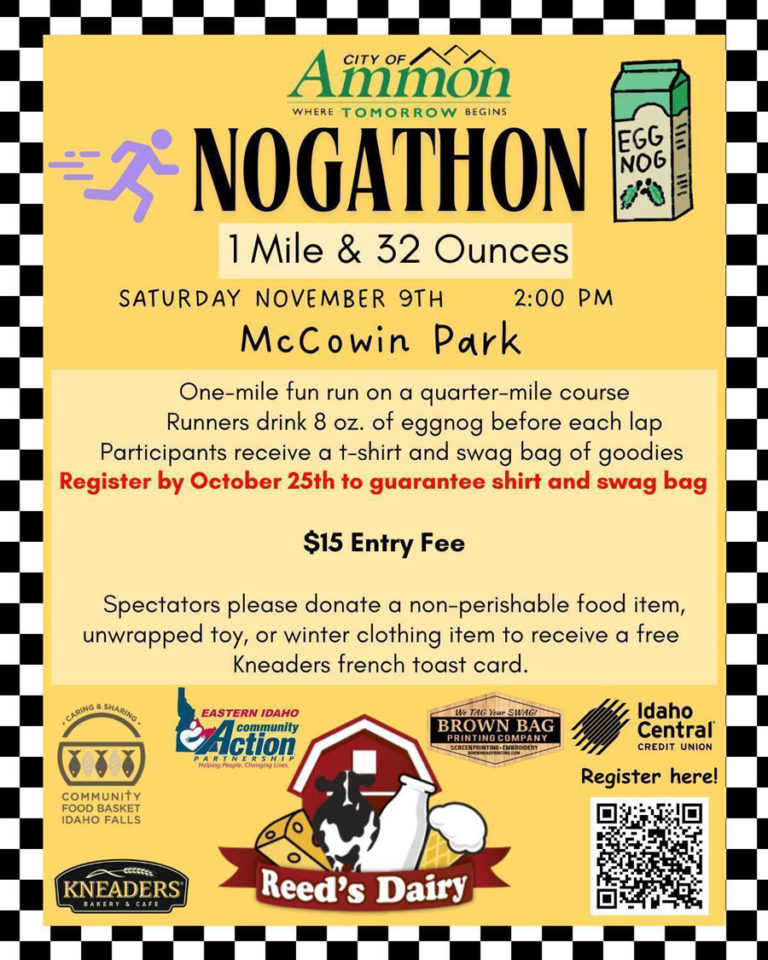 CITY OF
Ammon
WHERE TOMORROW BEGINS
EGG
NOG
NOGATHON
1 Mile & 32 Ounces
SATURDAY NOVEMBER 9TH 2:00 PM
McCowin Park
One-mile fun run on a quarter-mile course
Runners drink 8 oz. of eggnog before each lap
Participants receive a t-shirt and swag bag of goodies
Register by October 25th to guarantee shirt and swag bag
$15 Entry Fee
Spectators please donate a non-perishable food item,
unwrapped toy, or winter clothing item to receive a free
Kneaders french toast card.
CARING & SHARING
COMMUNITY
FOOD BASKET
IDAHO FALLS
EASTERN IDAHO
community
Action
PARTNERSHIP
Helping People. Changing Lives.
We TAG Your SWAG!
BROWN BAG
PRINTING COMPANY
SCREENPRINTING-EMBROIDERY
BROWNBAGPRINTING.COM
Idaho
Central
CREDIT UNION
Register here!
KNEADERS
BAKERY & CAFE
Reed's Dairy